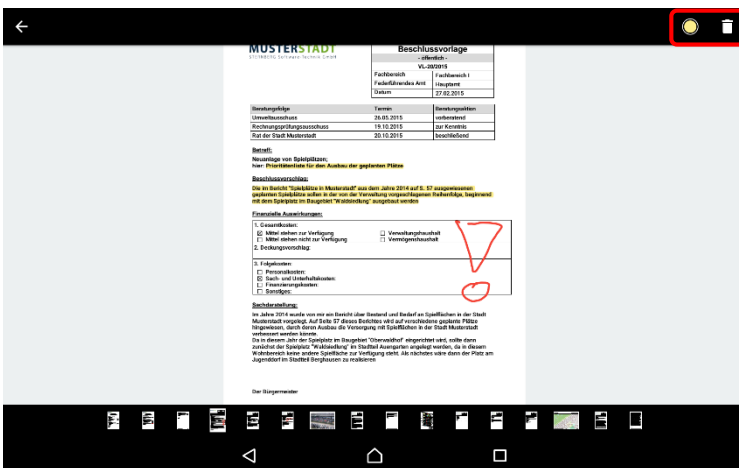 MUSTERSTADT
STERNBERG Software Technik GmbH
Beschlussvorlage
- öffentlich -
VL-20/2015
Fachbereich Fachbereich I
Federführendes Amt Hauptamt
Datum 27.02.2015
Beratungsfolge Termin Beratungsaktion
Umweltausschuss 26.05.2015 vorberatend
Rechnungsprüfungsausschuss 19.10.2015 zur Kenntnis
Rat der Stadt Musterstadt 20.10.2015 beschließend
Betreff:
Neuanlage von Spielplätzen;
hier: Prioritätenliste für den Ausbau der geplanten Plätze
Beschlussvorschlag:
Die im Bericht "Spielplätze in Musterstadt" aus dem Jahre 2014 auf S. 57 ausgewiesenen
geplanten Spielplätze sollen in der von der Verwaltung vorgeschlagenen Reihenfolge, beginnend
mit dem Spielplatz im Baugebiet "Waldsiedlung" ausgebaut werden
Finanzielle Auswirkungen:
1. Gesamtkosten:
☒ Mittel stehen zur Verfügung ☐ Verwaltungshaushalt
☐ Mittel stehen nicht zur Verfügung ☐ Vermögenshaushalt
2. Deckungsvorschlag:
3. Folgekosten:
☐ Personalkosten:
☒ Sach- und Unterhaltskosten:
☐ Finanzierungskosten:
☐ Sonstiges:
Sachdarstellung:
Im Jahre 2014 wurde von mir ein Bericht über Bestand und Bedarf an Spielflächen in der Stadt
Musterstadt vorgelegt. Auf Seite 57 dieses Berichtes wird auf verschiedene geplante Plätze
hingewiesen, durch deren Ausbau die Versorgung mit Spielflächen in der Stadt Musterstadt
verbessert werden könnte.
Da in diesem Jahr der Spielplatz im Baugebiet "Oberwaldhof" eingerichtet wird, sollte dann
zunächst der Spielplatz "Waldsiedlung" im Stadtteil Auengarten angelegt werden, da in diesem
Wohnbereich keine andere Spielfläche zur Verfügung steht. Als nächstes wäre dann der Platz am
Jugenddorf im Stadtteil Berghausen zu realisieren
Der Bürgermeister